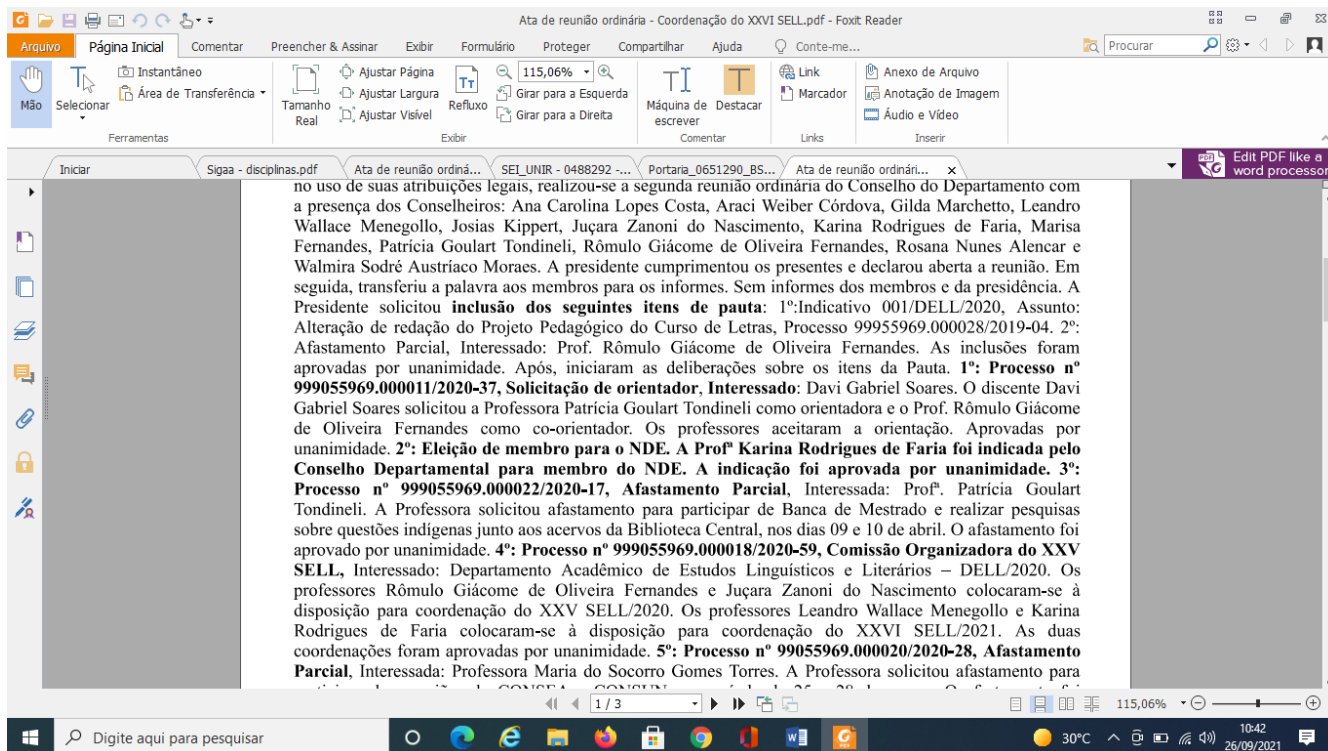 Ata de reunião ordinária - Coordenação do XXVI SELL.pdf - Foxit Reader
Arquivo Página Inicial Comentar Preencher & Assinar Exibir Formulário Proteger Compartilhar Ajuda Conte-me... Procurar
Mão
Selecionar
Instantâneo
Área de Transferência
Ferramentas
Tamanho Real
Ajustar Página
Ajustar Largura
Ajustar Visível
Refluxo
115,06%
Girar para a Esquerda
Girar para a Direita
Exibir
Máquina de escrever
Destacar
Comentar
Link
Marcador
Links
Anexo de Arquivo
Anotação de Imagem
Áudio e Vídeo
Inserir
Iniciar Sigaa - disciplinas.pdf Ata de reunião ordiná... SEI_UNIR - 0488292 -... Portaria_0651290_BS... Ata de reunião ordinári... x
Edit PDF like a
word processor
no uso de suas atribuições legais, realizou-se a segunda reunião ordinária do Conselho do Departamento com
a presença dos Conselheiros: Ana Carolina Lopes Costa, Araci Weiber Córdova, Gilda Marchetto, Leandro
Wallace Menegollo, Josias Kippert, Juçara Zanoni do Nascimento, Karina Rodrigues de Faria, Marisa
Fernandes, Patrícia Goulart Tondineli, Rômulo Giácome de Oliveira Fernandes, Rosana Nunes Alencar e
Walmira Sodré Austríaco Moraes. A presidente cumprimentou os presentes e declarou aberta a reunião. Em
seguida, transferiu a palavra aos membros para os informes. Sem informes dos membros e da presidência. A
Presidente solicitou inclusão dos seguintes itens de pauta: 1º:Indicativo 001/DELL/2020, Assunto:
Alteração de redação do Projeto Pedagógico do Curso de Letras, Processo 99955969.000028/2019-04. 2º:
Afastamento Parcial, Interessado: Prof. Rômulo Giácome de Oliveira Fernandes. As inclusões foram
aprovadas por unanimidade. Após, iniciaram as deliberações sobre os itens da Pauta. 1º: Processo nº
999055969.000011/2020-37, Solicitação de orientador, Interessado: Davi Gabriel Soares. O discente Davi
Gabriel Soares solicitou a Professora Patrícia Goulart Tondineli como orientadora e o Prof. Rômulo Giácome
de Oliveira Fernandes como co-orientador. Os professores aceitaram a orientação. Aprovadas por
unanimidade. 2º: Eleição de membro para o NDE. A Profª Karina Rodrigues de Faria foi indicada pelo
Conselho Departamental para membro do NDE. A indicação foi aprovada por unanimidade. 3º:
Processo nº 999055969.000022/2020-17, Afastamento Parcial, Interessada: Profª. Patrícia Goulart
Tondineli. A Professora solicitou afastamento para participar de Banca de Mestrado e realizar pesquisas
sobre questões indígenas junto aos acervos da Biblioteca Central, nos dias 09 e 10 de abril. O afastamento foi
aprovado por unanimidade. 4º: Processo nº 999055969.000018/2020-59, Comissão Organizadora do XXV
SELL, Interessado: Departamento Acadêmico de Estudos Linguísticos e Literários – DELL/2020. Os
professores Rômulo Giácome de Oliveira Fernandes e Juçara Zanoni do Nascimento colocaram-se à
disposição para coordenação do XXV SELL/2020. Os professores Leandro Wallace Menegollo e Karina
Rodrigues de Faria colocaram-se à disposição para coordenação do XXVI SELL/2021. As duas
coordenações foram aprovadas por unanimidade. 5º: Processo nº 99055969.000020/2020-28, Afastamento
Parcial, Interessada: Professora Maria do Socorro Gomes Torres. A Professora solicitou afastamento para
1 / 3
115,06%
Digite aqui para pesquisar
30°C
10:42
26/09/2021